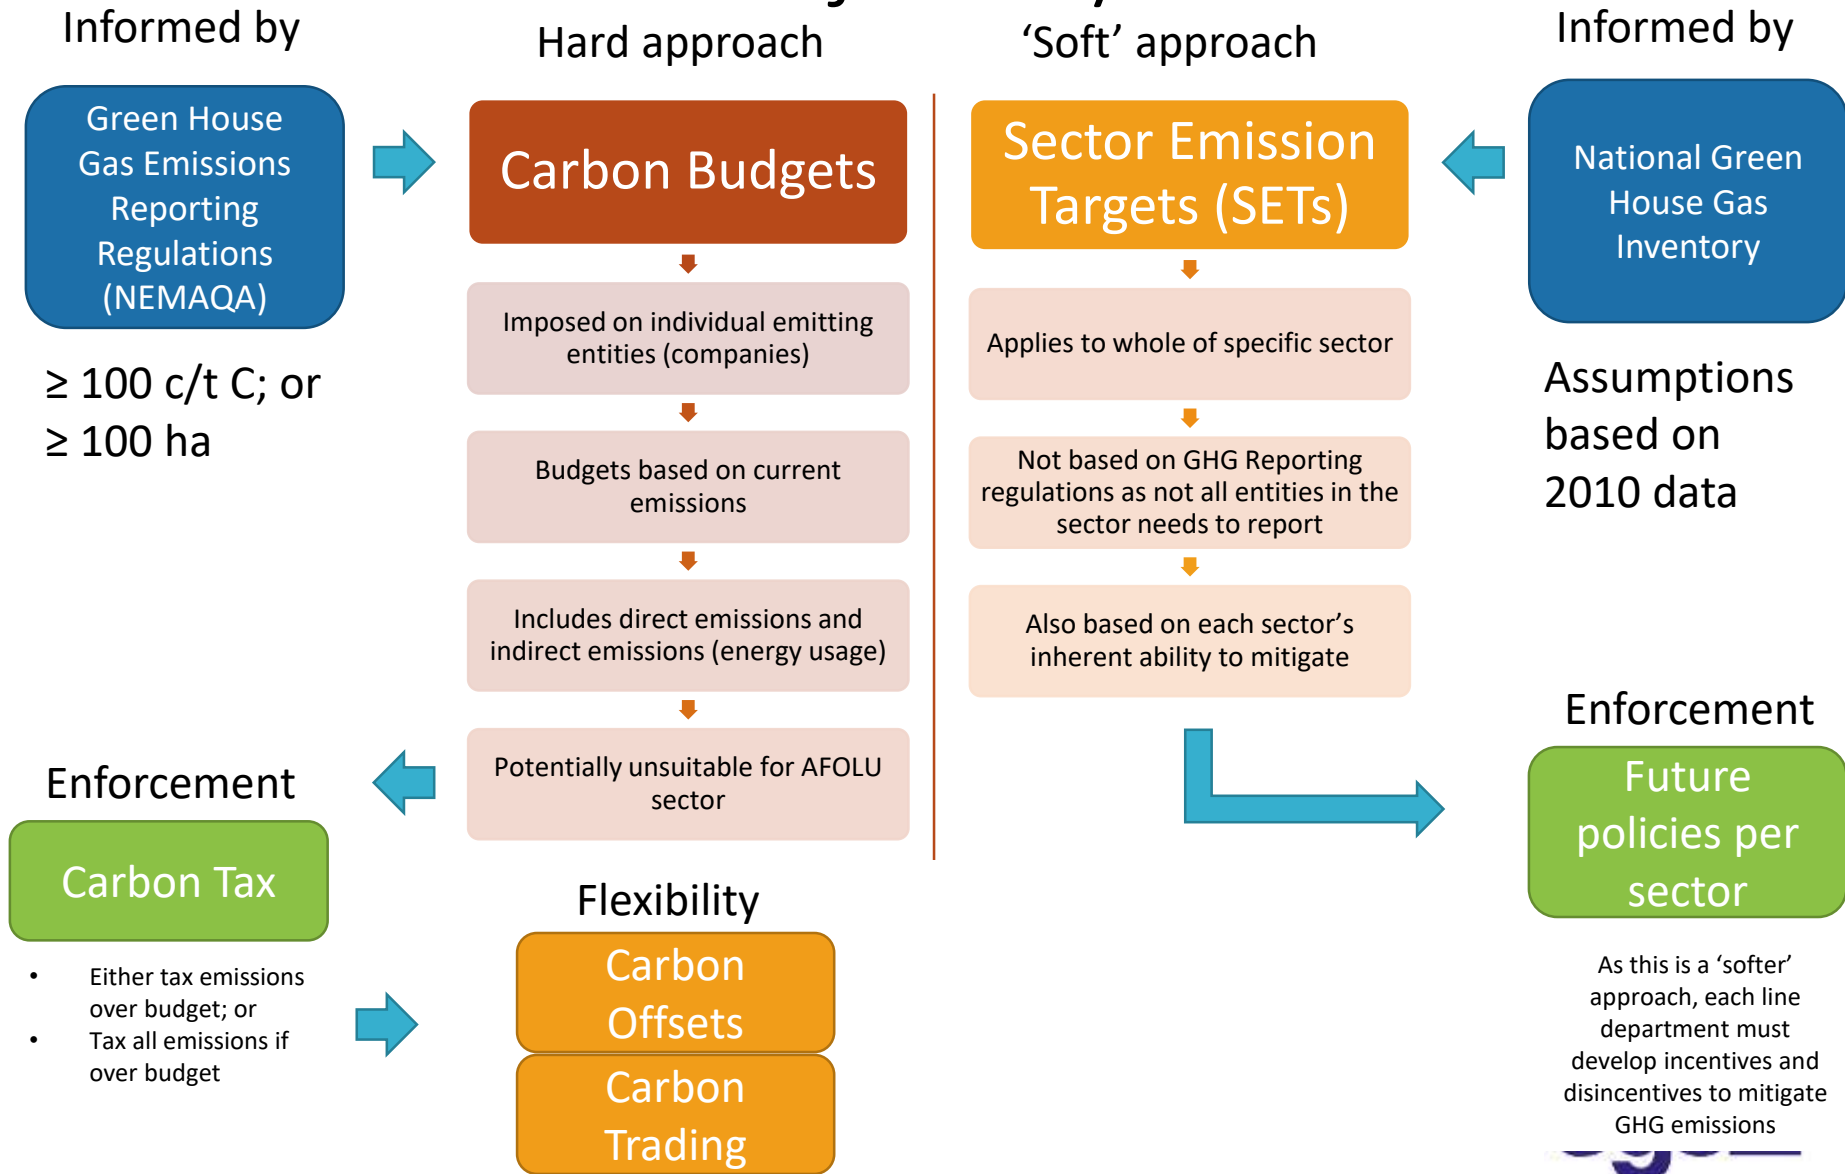 Informed by
Green House
Gas Emissions
Reporting
Regulations
(NEMAQA)
≥ 100 c/t C; or
≥ 100 ha
Enforcement
Carbon Tax
• Either tax emissions
over budget; or
• Tax all emissions if
over budget
Hard approach
Carbon Budgets
Imposed on individual emitting
entities (companies)
Budgets based on current
emissions
Includes direct emissions and
indirect emissions (energy usage)
Potentially unsuitable for AFOLU
sector
Flexibility
Carbon
Offsets
Carbon
Trading
‘Soft’ approach
Sector Emission
Targets (SETs)
Applies to whole of specific sector
Not based on GHG Reporting
regulations as not all entities in the
sector needs to report
Also based on each sector’s
inherent ability to mitigate
Informed by
National Green
House Gas
Inventory
Assumptions
based on
2010 data
Enforcement
Future
policies per
sector
As this is a ‘softer’
approach, each line
department must
develop incentives and
disincentives to mitigate
GHG emissions